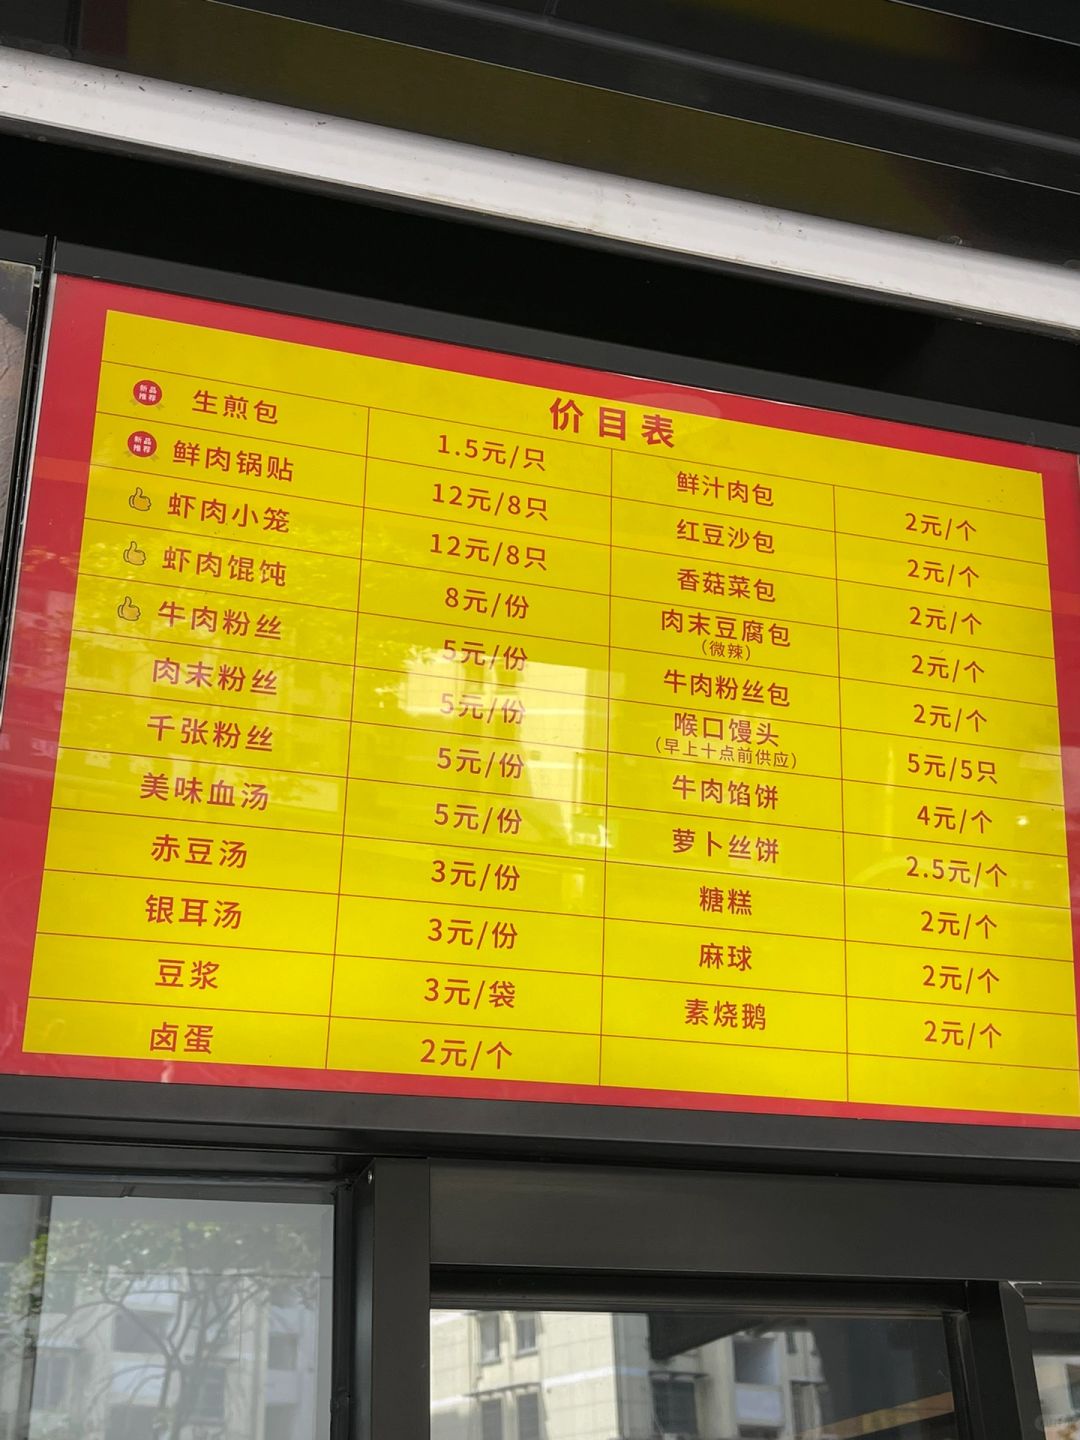 价目表
新品推荐 生煎包 1.5元/只
新品推荐 鲜肉锅贴 12元/8只
虾肉小笼 12元/8只
虾肉馄饨 8元/份
牛肉粉丝 5元/份
肉末粉丝 5元/份
千张粉丝 5元/份
美味血汤 5元/份
赤豆汤 3元/份
银耳汤 3元/份
豆浆 3元/袋
卤蛋 2元/个
鲜汁肉包 2元/个
红豆沙包 2元/个
香菇菜包 2元/个
肉末豆腐包 2元/个
(微辣)
牛肉粉丝包 2元/个
喉口馒头 5元/5只
(早上十点前供应)
牛肉馅饼 4元/个
萝卜丝饼 2.5元/个
糖糕 2元/个
麻球 2元/个
素烧鹅 2元/个